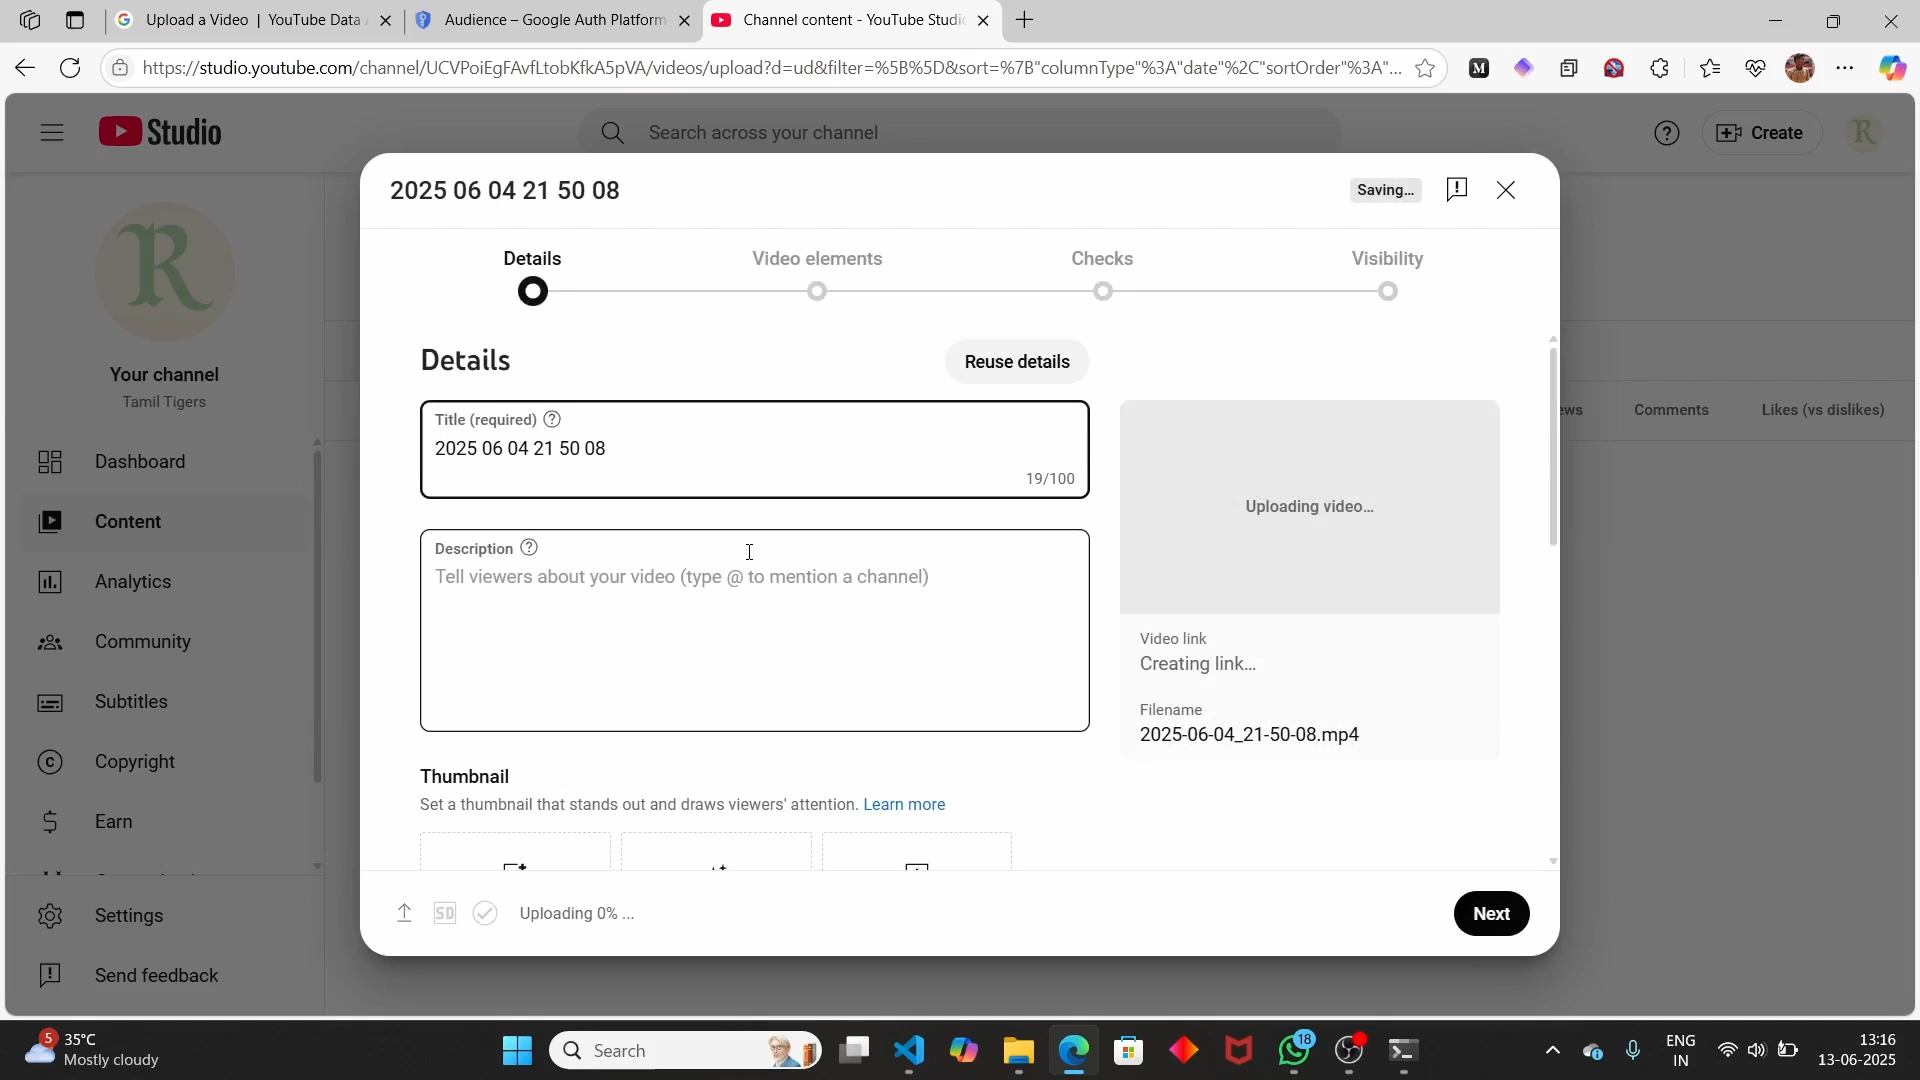 Upload a Video | YouTube Data
Audience – Google Auth Platform
Channel content - YouTube Studio
https://studio.youtube.com/channel/UCVPoiEgFAvfLtobKfkA5pVA/videos/upload?d=ud&filter=%5B%5D&sort=%7B"columnType"%3A"date"%2C"sortOrder"%3A"...
Studio
Search across your channel
Create
R
R
Your channel
Tamil Tigers
Dashboard
Content
Analytics
Community
Subtitles
Copyright
Earn
Settings
Send feedback
2025 06 04 21 50 08
Saving...
Details
Video elements
Checks
Visibility
Details
Reuse details
Title (required)
2025 06 04 21 50 08
19/100
Description
Tell viewers about your video (type @ to mention a channel)
Uploading video...
Video link
Creating link...
Filename
2025-06-04_21-50-08.mp4
Thumbnail
Set a thumbnail that stands out and draws viewers' attention. Learn more
SD
Uploading 0% ...
Next
Comments
Likes (vs dislikes)
5
35°C
Mostly cloudy
Search
18
ENG
IN
13:16
13-06-2025